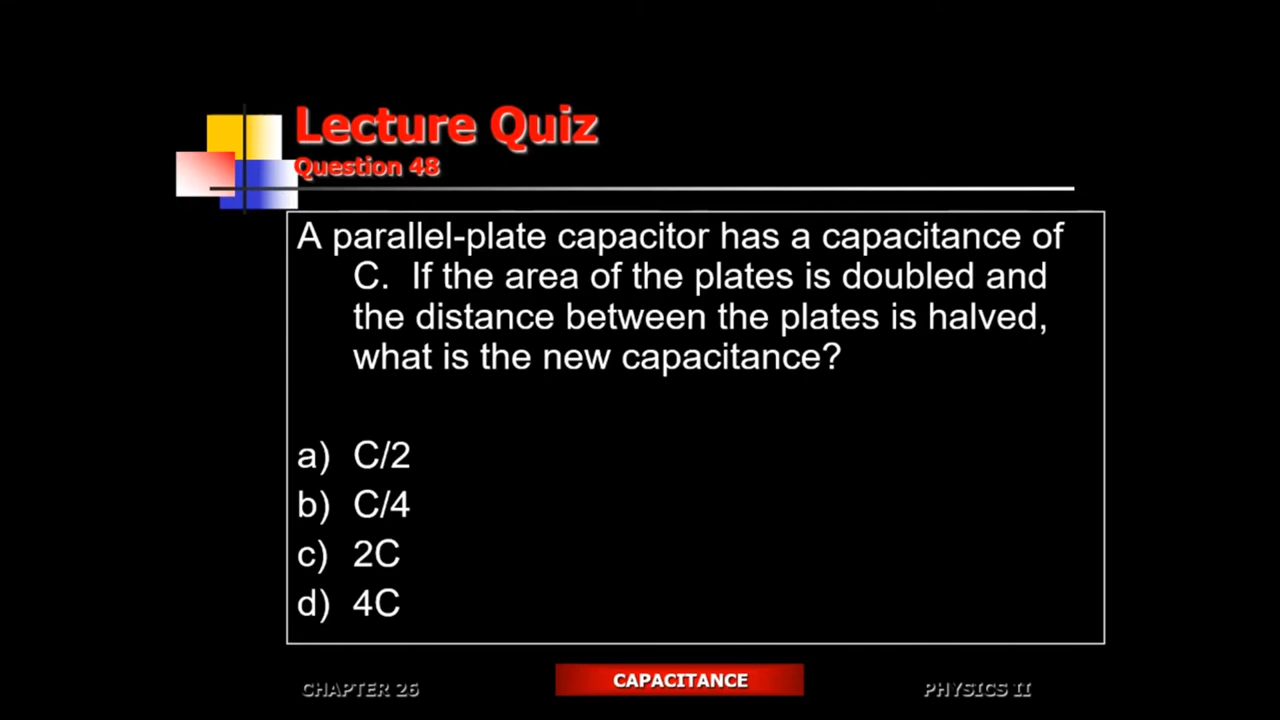 Lecture Quiz
Question 48
A parallel-plate capacitor has a capacitance of
C. If the area of the plates is doubled and
the distance between the plates is halved,
what is the new capacitance?
a) C/2
b) C/4
c) 2C
d) 4C
CHAPTER 26
CAPACITANCE
PHYSICS II